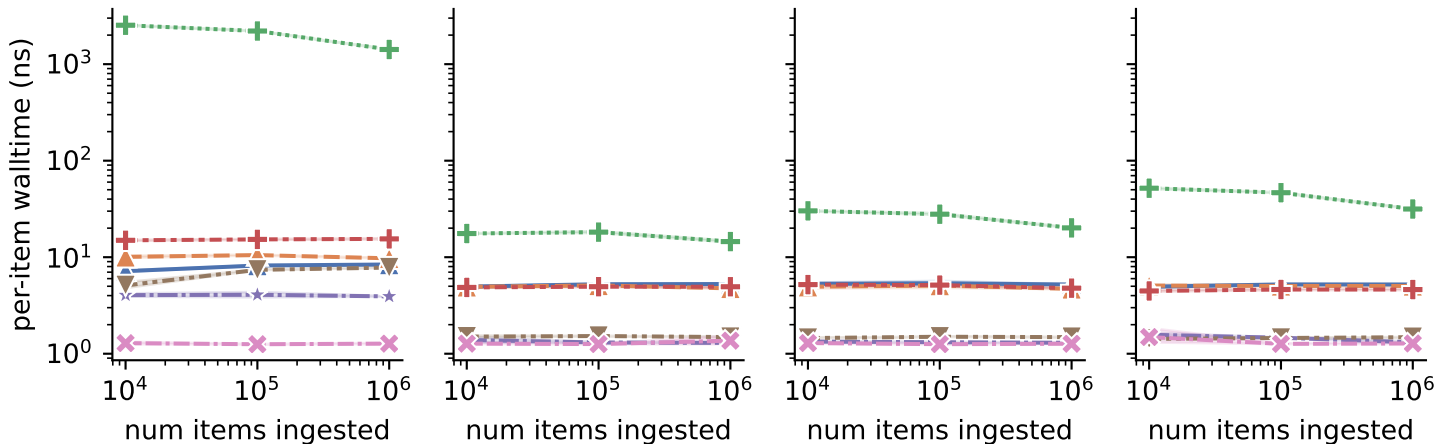 per-item walltime (ns)
10³
10²
10¹
10⁰
10⁴ 10⁵ 10⁶ 10⁴ 10⁵ 10⁶ 10⁴ 10⁵ 10⁶ 10⁴ 10⁵ 10⁶
num items ingested num items ingested num items ingested num items ingested